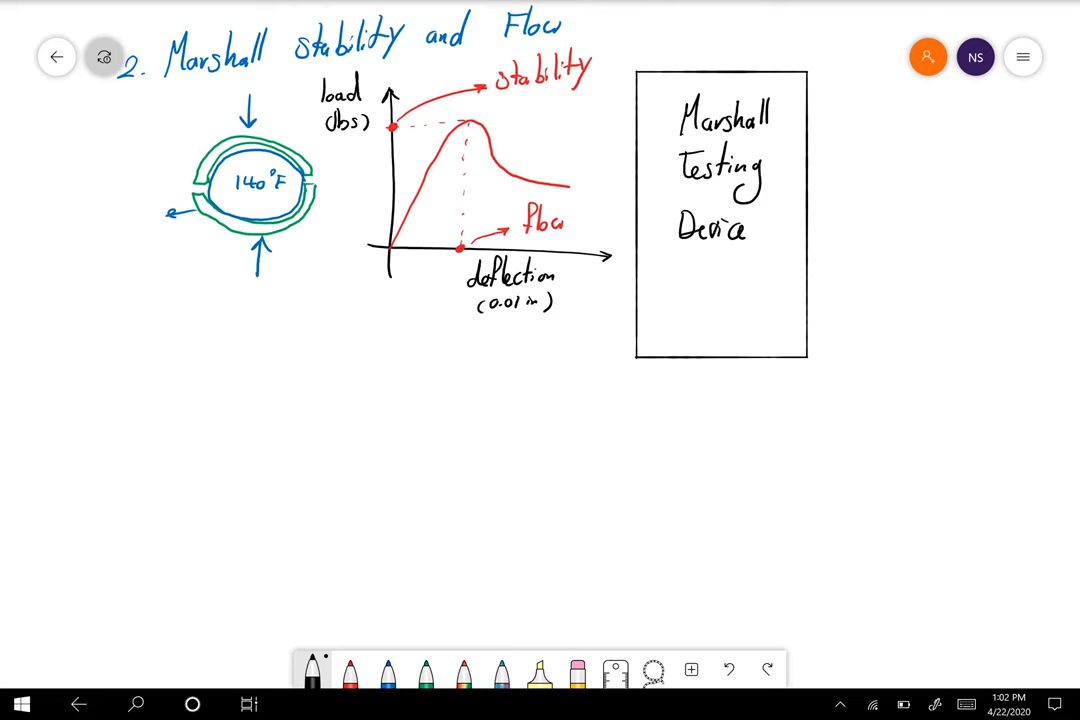 2. Marshall stability and Flow
stability
load
(lbs)
140°F
flow
deflection
(0.01 in)
Marshall
Testing
Device
NS
1:02 PM
4/22/2020